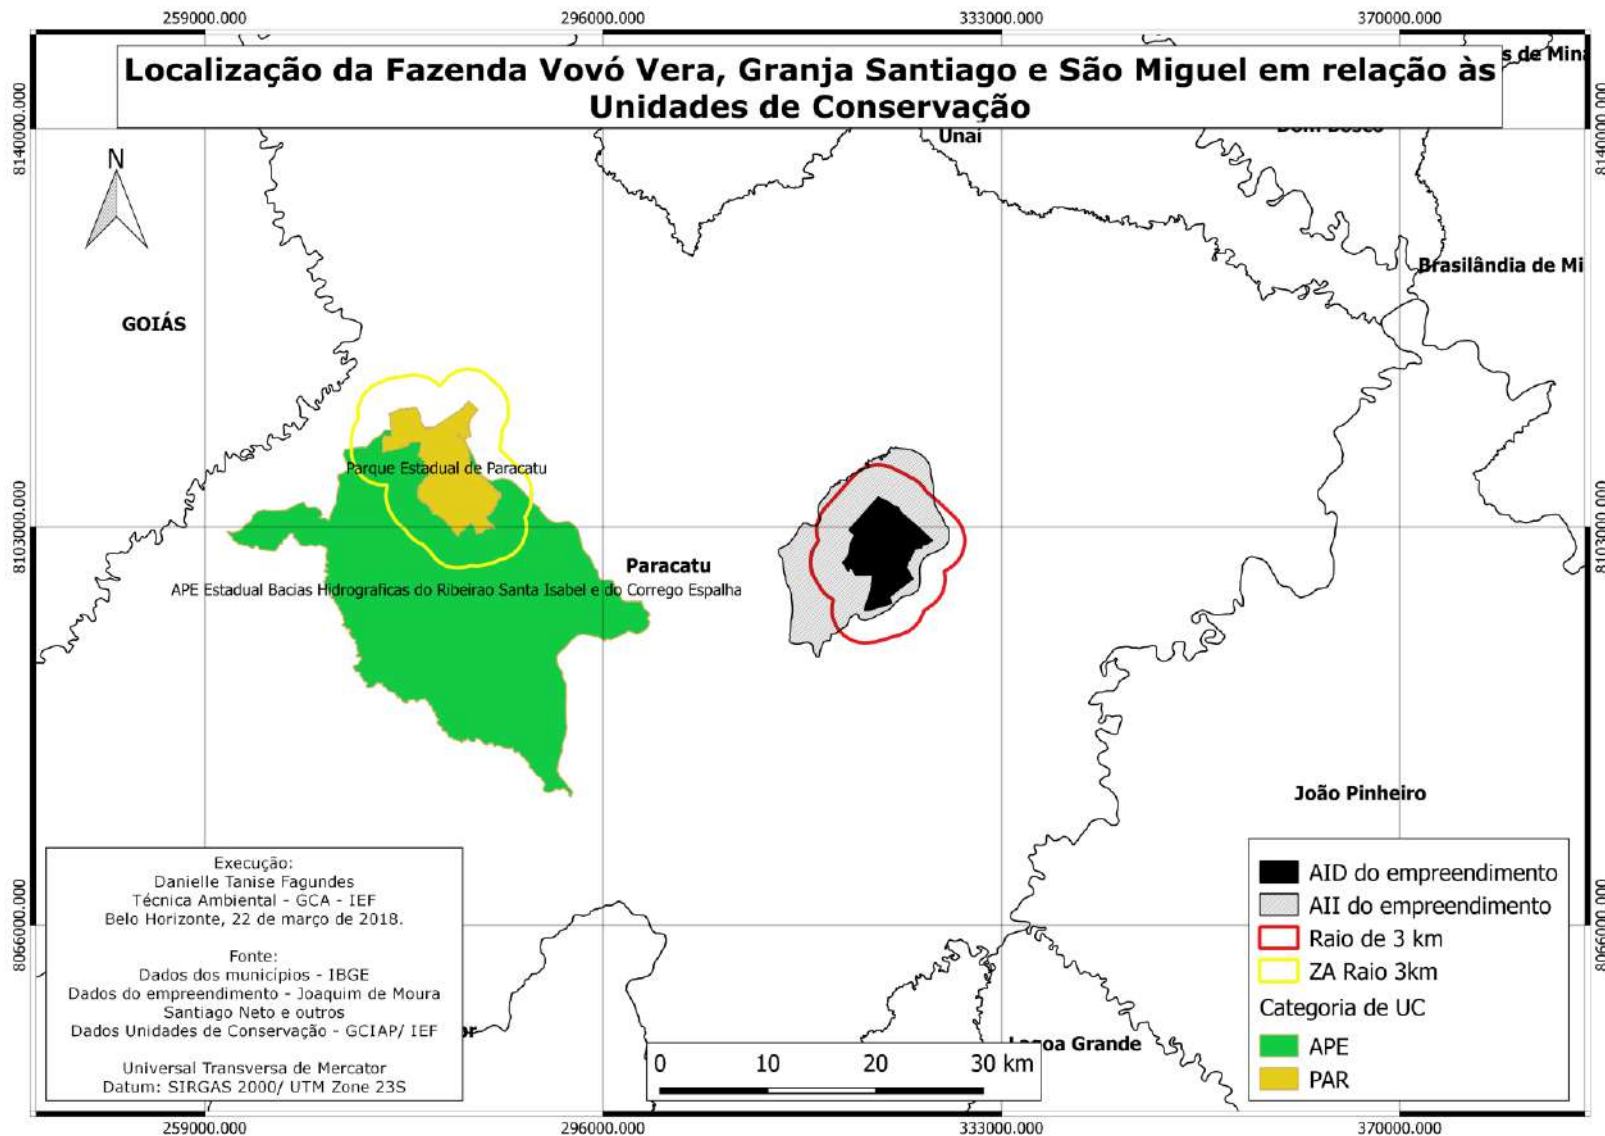 259000.000 296000.000 333000.000 370000.000
Localização da Fazenda Vovó Vera, Granja Santiago e São Miguel em relação às
Unidades de Conservação
s de Min
8140000.000
8140000.000
Unaí
Dom Bosco
N
Brasilândia de Mi
GOIÁS
Parque Estadual de Paracatu
8103000.000
8103000.000
Paracatu
APE Estadual Bacias Hidrograficas do Ribeirao Santa Isabel e do Corrego Espalha
João Pinheiro
Execução:
Danielle Tanise Fagundes
Técnica Ambiental - GCA - IEF
Belo Horizonte, 22 de março de 2018.
Fonte:
Dados dos municípios - IBGE
Dados do empreendimento - Joaquim de Moura
Santiago Neto e outros
Dados Unidades de Conservação - GCIAP/ IEF
Universal Transversa de Mercator
Datum: SIRGAS 2000/ UTM Zone 23S
or
8066000.000
8066000.000
AID do empreendimento
AII do empreendimento
Raio de 3 km
ZA Raio 3km
Categoria de UC
APE
PAR
Lagoa Grande
0 10 20 30 km
259000.000 296000.000 333000.000 370000.000